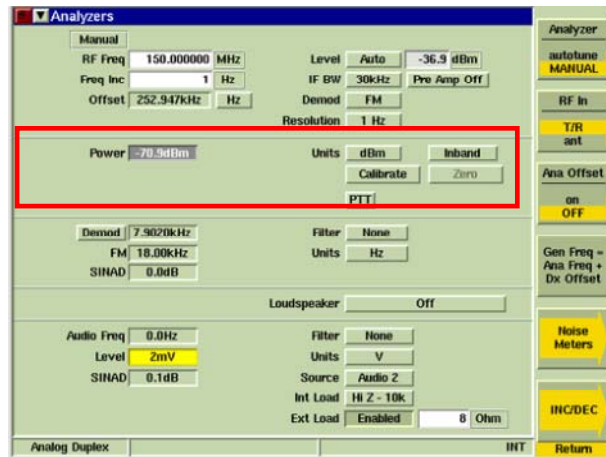 Analyzers
Manual
RF Freq 150.000000 MHz Level Auto -36.9 dBm
Freq Inc 1 Hz IF BW 30kHz Pre Amp Off
Offset 252.947kHz Hz Demod FM
Resolution 1 Hz
Power -70.9dBm Units dBm Inband
Calibrate Zero
PTT
Demod 7.9020kHz Filter None
FM 18.00kHz Units Hz
SINAD 0.0dB
Loudspeaker Off
Audio Freq 0.0Hz Filter None
Level 2mV Units V
SINAD 0.1dB Source Audio 2
Int Load Hi Z - 10k
Ext Load Enabled 8 Ohm
Analog Duplex INT
Analyzer
autotune
MANUAL
RF In
T/R
ant
Ana Offset
on
OFF
Gen Freq =
Ana Freq +
Dx Offset
Noise
Meters
INC/DEC
Return